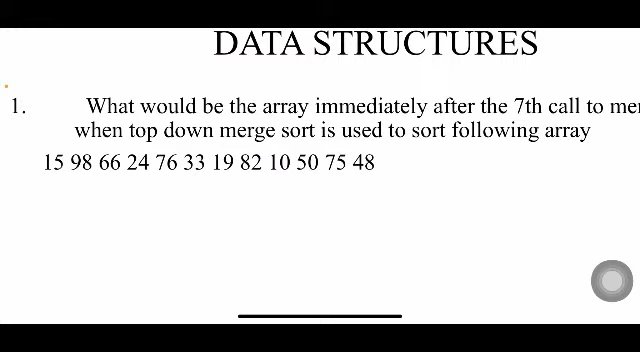 DATA STRUCTURES
1. What would be the array immediately after the 7th call to
when top down merge sort is used to sort following array
15 98 66 24 76 33 19 82 10 50 75 48